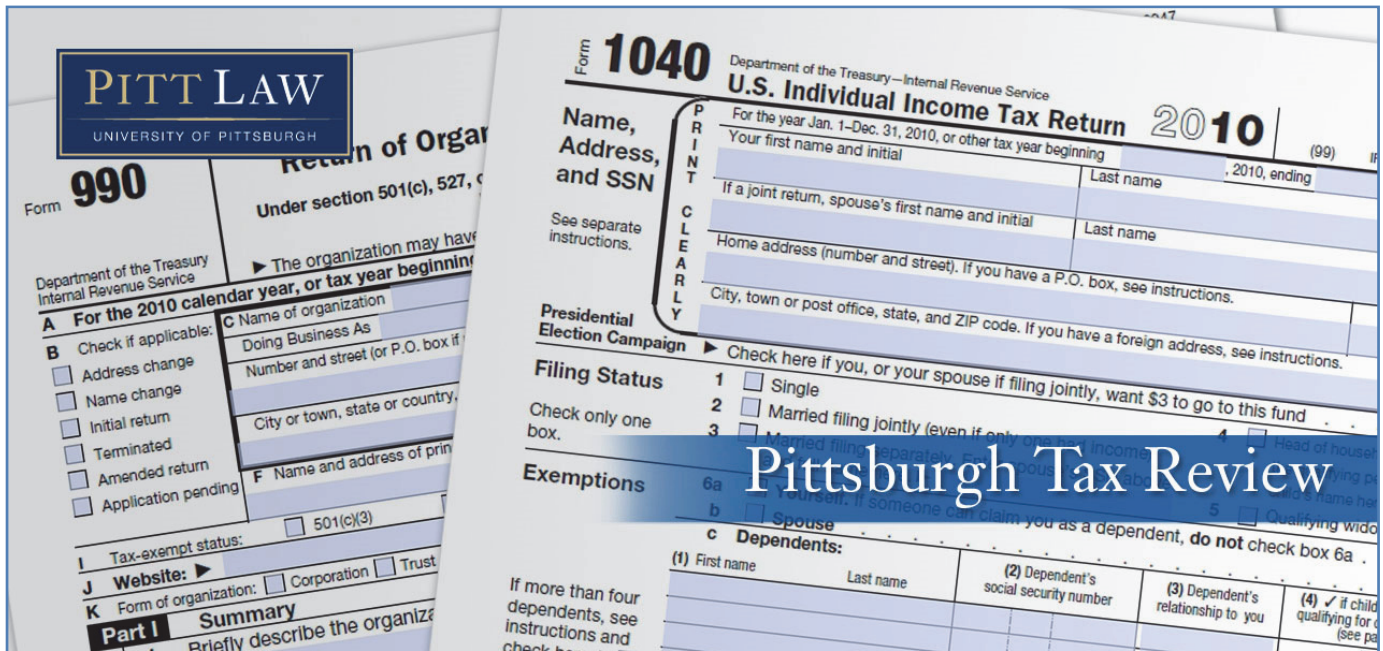 PITT LAW
UNIVERSITY OF PITTSBURGH
Form 990
Return of Orga
Under section 501(c), 527,
► The organization may have
Department of the Treasury
Internal Revenue Service
A For the 2010 calendar year, or tax year beginning
B Check if applicable:
Address change
Name change
Initial return
Terminated
Amended return
Application pending
C Name of organization
Doing Business As
Number and street (or P.O. box if
City or town, state or country,
F Name and address of prin
I Tax-exempt status:
501(c)(3)
J Website: ►
K Form of organization: Corporation Trust
Part I Summary
Briefly describe the organiza
Form 1040
Department of the Treasury—Internal Revenue Service
U.S. Individual Income Tax Return 2010
(99)
Name,
Address,
and SSN
See separate
instructions.
PRINT CLEARLY
For the year Jan. 1–Dec. 31, 2010, or other tax year beginning , 2010, ending
Your first name and initial Last name
If a joint return, spouse's first name and initial Last name
Home address (number and street). If you have a P.O. box, see instructions.
City, town or post office, state, and ZIP code. If you have a foreign address, see instructions.
Presidential
Election Campaign ► Check here if you, or your spouse if filing jointly, want $3 to go to this fund . .
Filing Status
Check only one
box.
1 Single
2 Married filing jointly (even if only one had income
3 Married filing separately.
4 Head of househ
5 Qualifying wido
Pittsburgh Tax Review
Exemptions
6a Yourself. If someone can claim you as a dependent, do not check box 6a .
b Spouse
c Dependents:
(1) First name Last name
(2) Dependent's
social security number
(3) Dependent's
relationship to you
(4) ✓ if child
qualifying for
(see pa
If more than four
dependents, see
instructions and